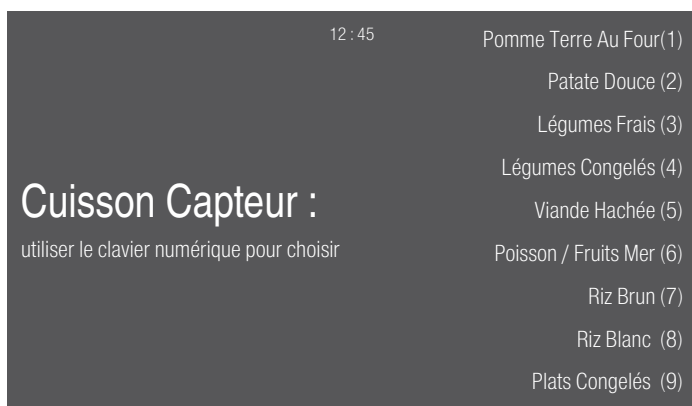 12 : 45
Cuisson Capteur :
utiliser le clavier numérique pour choisir
Pomme Terre Au Four(1)
Patate Douce (2)
Légumes Frais (3)
Légumes Congelés (4)
Viande Hachée (5)
Poisson / Fruits Mer (6)
Riz Brun (7)
Riz Blanc (8)
Plats Congelés (9)